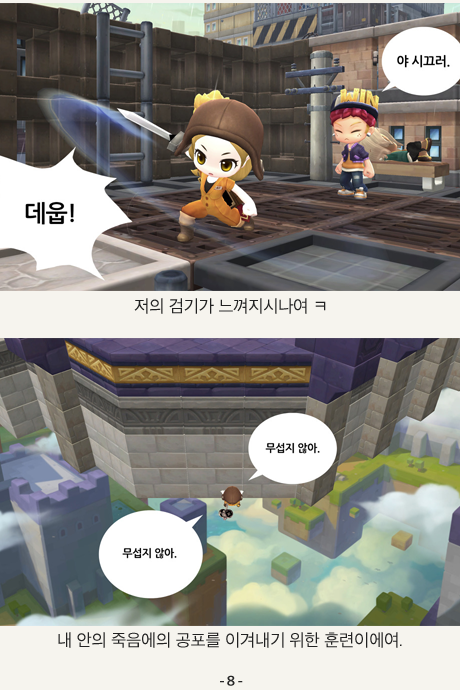 야 시끄러.
WIN
데웁!
저의 검기가 느껴지시나여 ㅋ
무섭지 않아.
무섭지 않아.
내 안의 죽음에의 공포를 이겨내기 위한 훈련이에여.
- 8 -